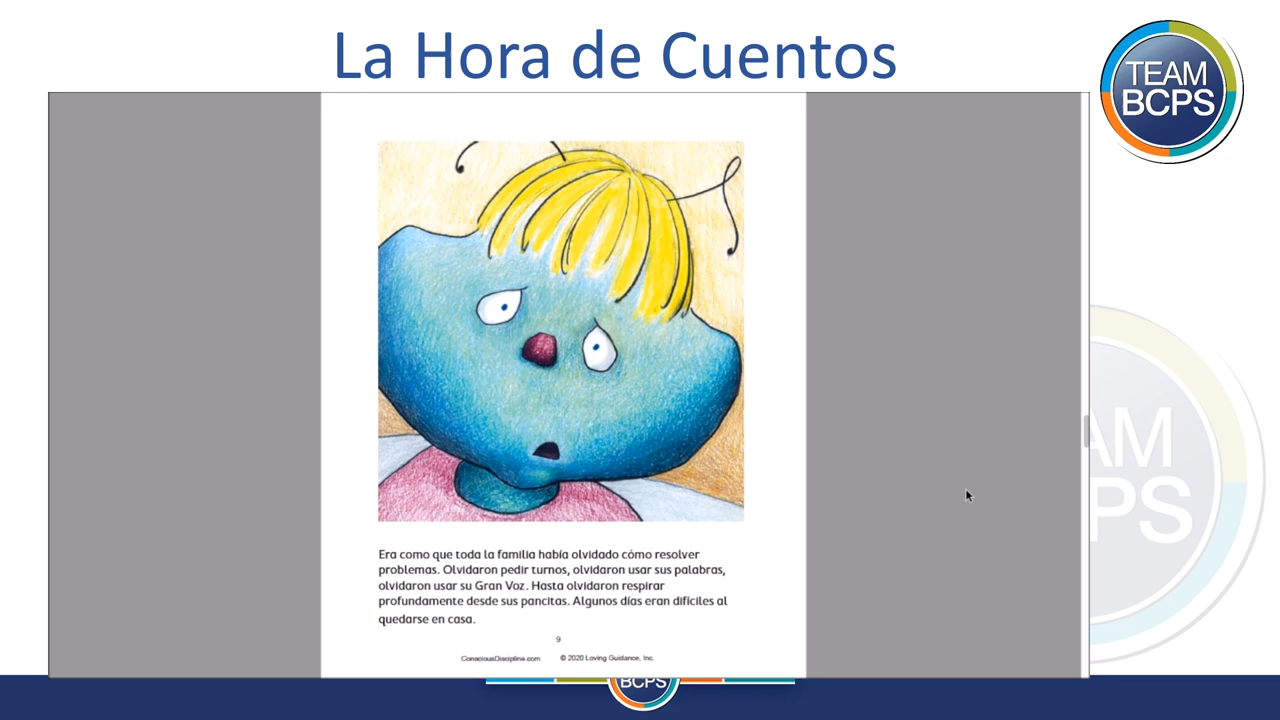 La Hora de Cuentos
TEAM
BCPS
Era como que toda la familia había olvidado cómo resolver
problemas. Olvidaron pedir turnos, olvidaron usar sus palabras,
olvidaron usar su Gran Voz. Hasta olvidaron respirar
profundamente desde sus pancitas. Algunos días eran difíciles al
quedarse en casa.
9
ConsciousDiscipline.com © 2020 Loving Guidance, Inc.
AM
PS
BCPS